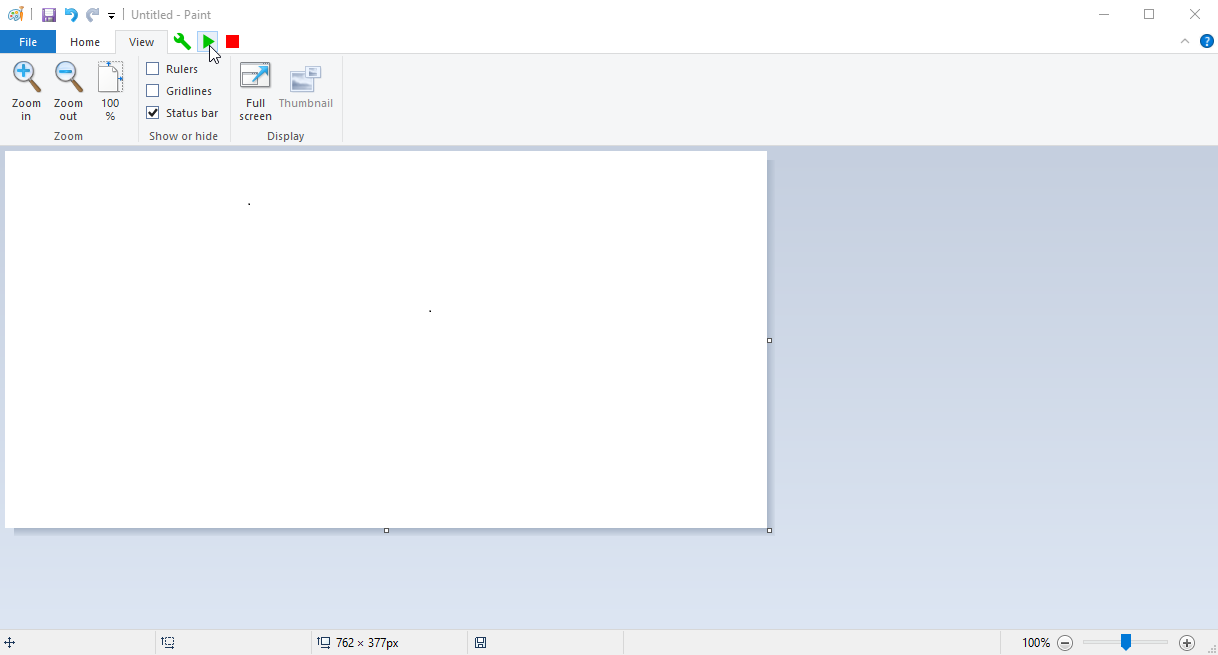 Untitled - Paint
File Home View
Zoom in
Zoom out
100 %
Zoom
Rulers
Gridlines
Status bar
Show or hide
Full screen
Thumbnail
Display
762 × 377px
100%